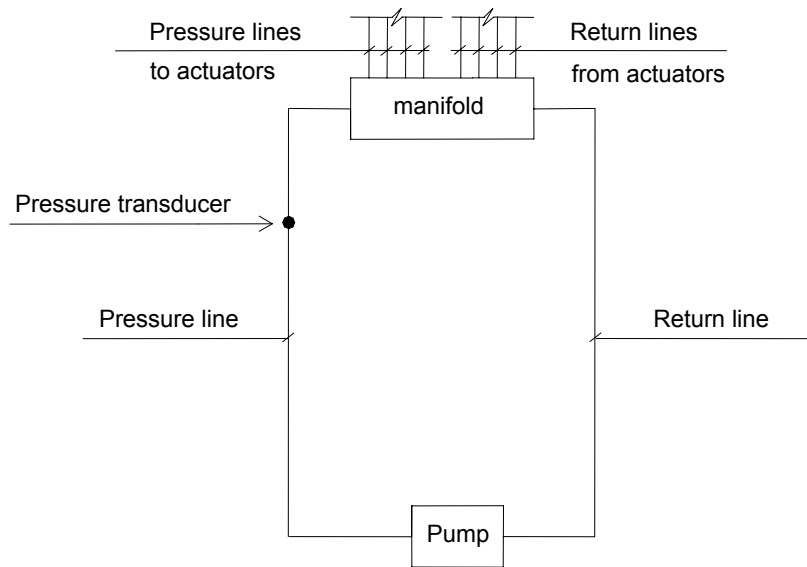 Pressure lines
to actuators
Return lines
from actuators
manifold
Pressure transducer
Pressure line
Return line
Pump